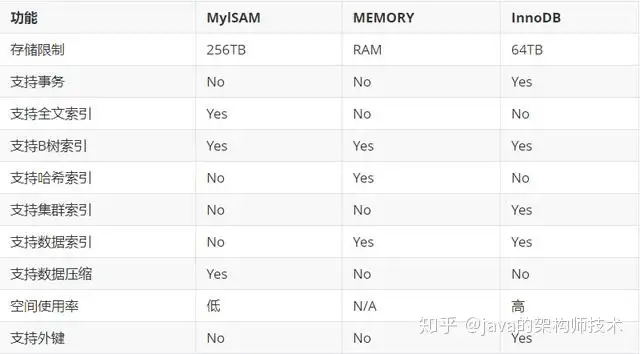 功能 MylSAM MEMORY InnoDB
存储限制 256TB RAM 64TB
支持事务 No No Yes
支持全文索引 Yes No No
支持B树索引 Yes Yes Yes
支持哈希索引 No Yes No
支持集群索引 No No Yes
支持数据索引 No Yes Yes
支持数据压缩 Yes No No
空间使用率 低 N/A 高
支持外键 No No Yes
知乎 @java的架构师技术